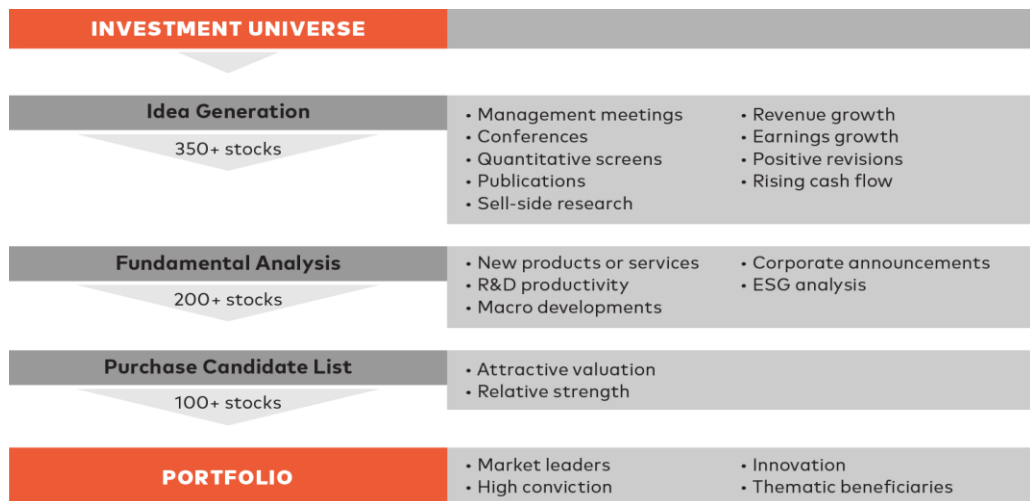 INVESTMENT UNIVERSE
Idea Generation
350+ stocks
• Management meetings
• Conferences
• Quantitative screens
• Publications
• Sell-side research
• Revenue growth
• Earnings growth
• Positive revisions
• Rising cash flow
Fundamental Analysis
200+ stocks
• New products or services
• R&D productivity
• Macro developments
• Corporate announcements
• ESG analysis
Purchase Candidate List
100+ stocks
• Attractive valuation
• Relative strength
PORTFOLIO
• Market leaders
• High conviction
• Innovation
• Thematic beneficiaries